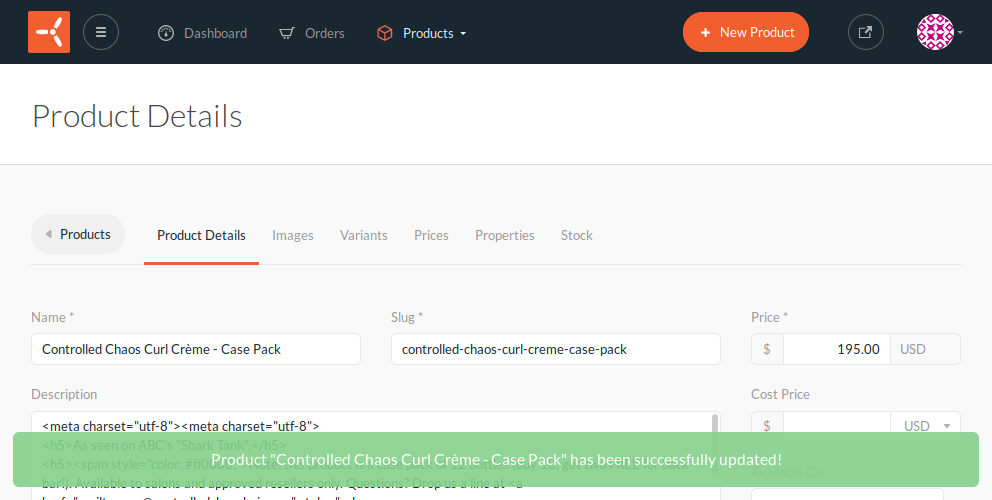 Dashboard
Orders
Products
+ New Product
Product Details
Products
Product Details
Images
Variants
Prices
Properties
Stock
Name *
Slug *
Price *
Controlled Chaos Curl Crème - Case Pack
controlled-chaos-curl-creme-case-pack
$ 195.00 USD
Description
Cost Price
<meta charset="utf-8"><meta charset="utf-8">
$ USD
<h5>As seen on ABC's "Shark Tank".</h5>
Product "Controlled Chaos Curl Crème - Case Pack" has been successfully updated!
<h5><span style="color: #ff0000;"
Available On
bar!). Available to salons and approved resellers only. Questions? Drop us a line at <a